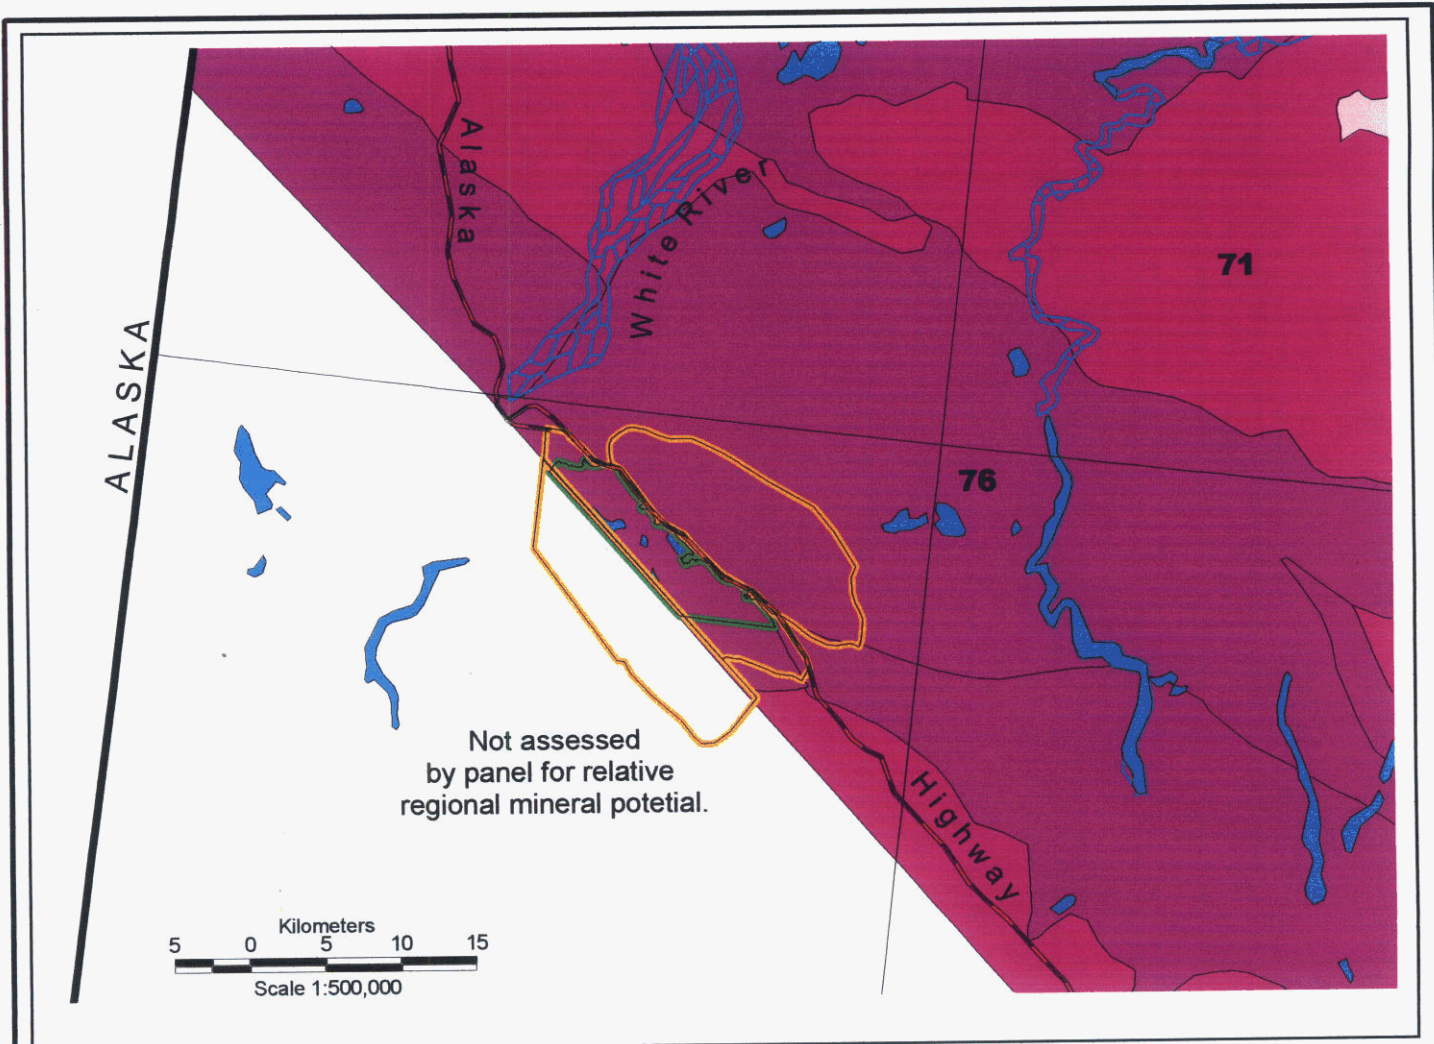 Alaska
White River
71
ALASKA
76
Not assessed
by panel for relative
regional mineral potetial.
Highway
Kilometers
5 0 5 10 15
Scale 1:500,000